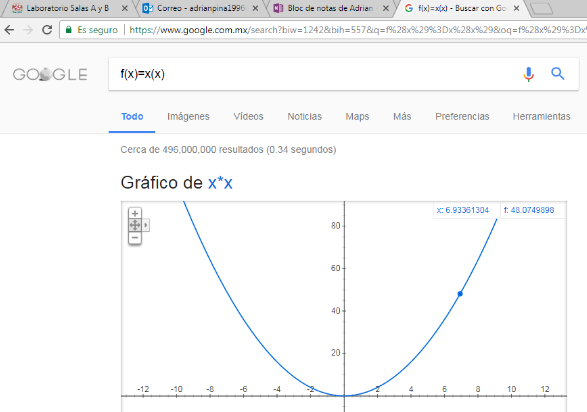 Laboratorio Salas A y B
Correo - adrianpina1996
Bloc de notas de Adrian
f(x)=x(x) - Buscar con Go
Es seguro
https://www.google.com.mx/search?biw=1242&bih=557&q=f%28x%29%3Dx%28x%29&oq=f%28x%29%3Dx%
GOOGLE
f(x)=x(x)
Todo Imágenes Vídeos Noticias Maps Más Preferencias Herramientas
Cerca de 496,000,000 resultados (0.34 segundos)
Gráfico de x*x
x: 6.93361304 f: 48.0749898
80
60
40
20
-12 -10 -8 -6 -4 -2 2 4 6 8 10 12